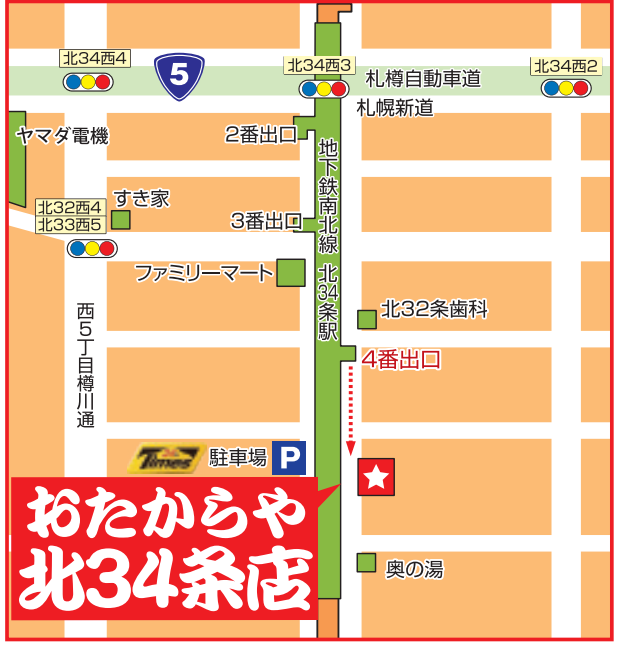 北34西4
5
北34西3
北34西2
札樽自動車道
札幌新道
ヤマダ電機
2番出口
地下鉄南北線 北34条駅
すき家
北32西4
北33西5
3番出口
ファミリーマート
北32条歯科
西5丁目樽川通
4番出口
Times
駐車場
P
おたからや
北34条店
奥の湯